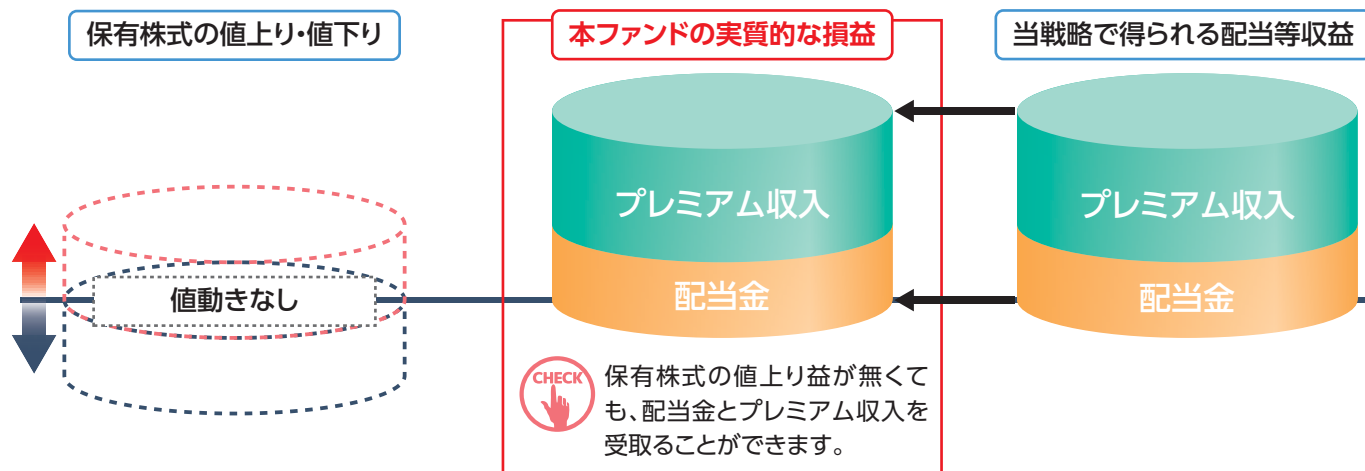 保有株式の値上り・値下り
本ファンドの実質的な損益
当戦略で得られる配当等収益
プレミアム収入
プレミアム収入
値動きなし
配当金
配当金
CHECK
保有株式の値上り益が無くて
も、配当金とプレミアム収入を
受取ることができます。